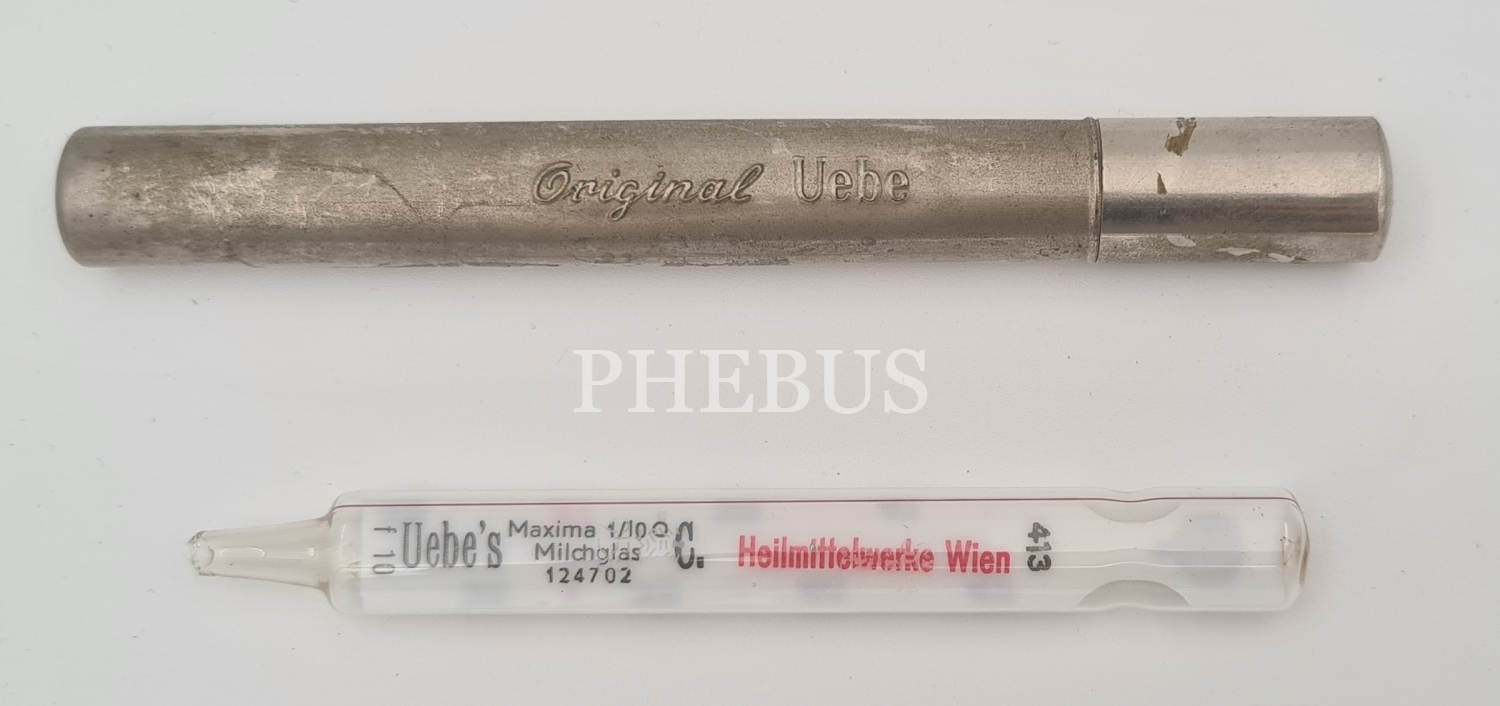 Original Uebe
PHEBUS
f 10
Uebe's
Maxima 1/10°
Milchglas
124702
C.
Heilmittelwerke Wien
413